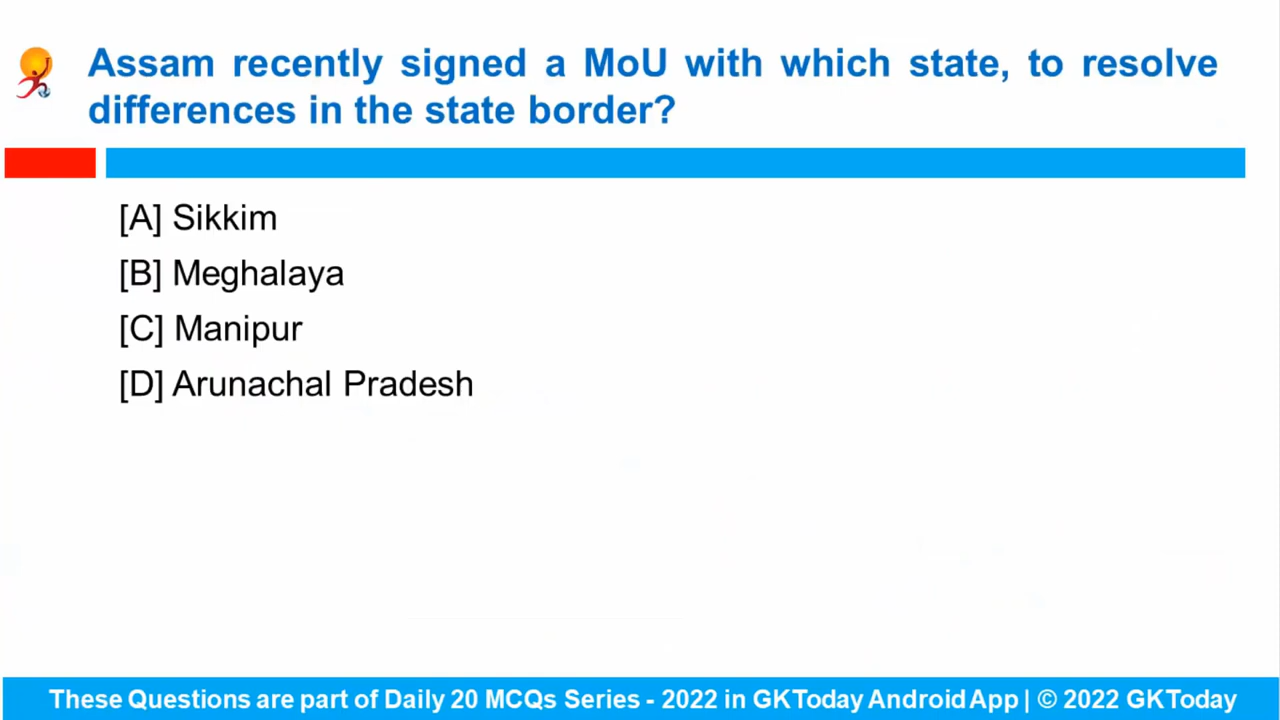 Assam recently signed a MoU with which state, to resolve
differences in the state border?
[A] Sikkim
[B] Meghalaya
[C] Manipur
[D] Arunachal Pradesh
These Questions are part of Daily 20 MCQs Series - 2022 in GKToday Android App | © 2022 GKToday